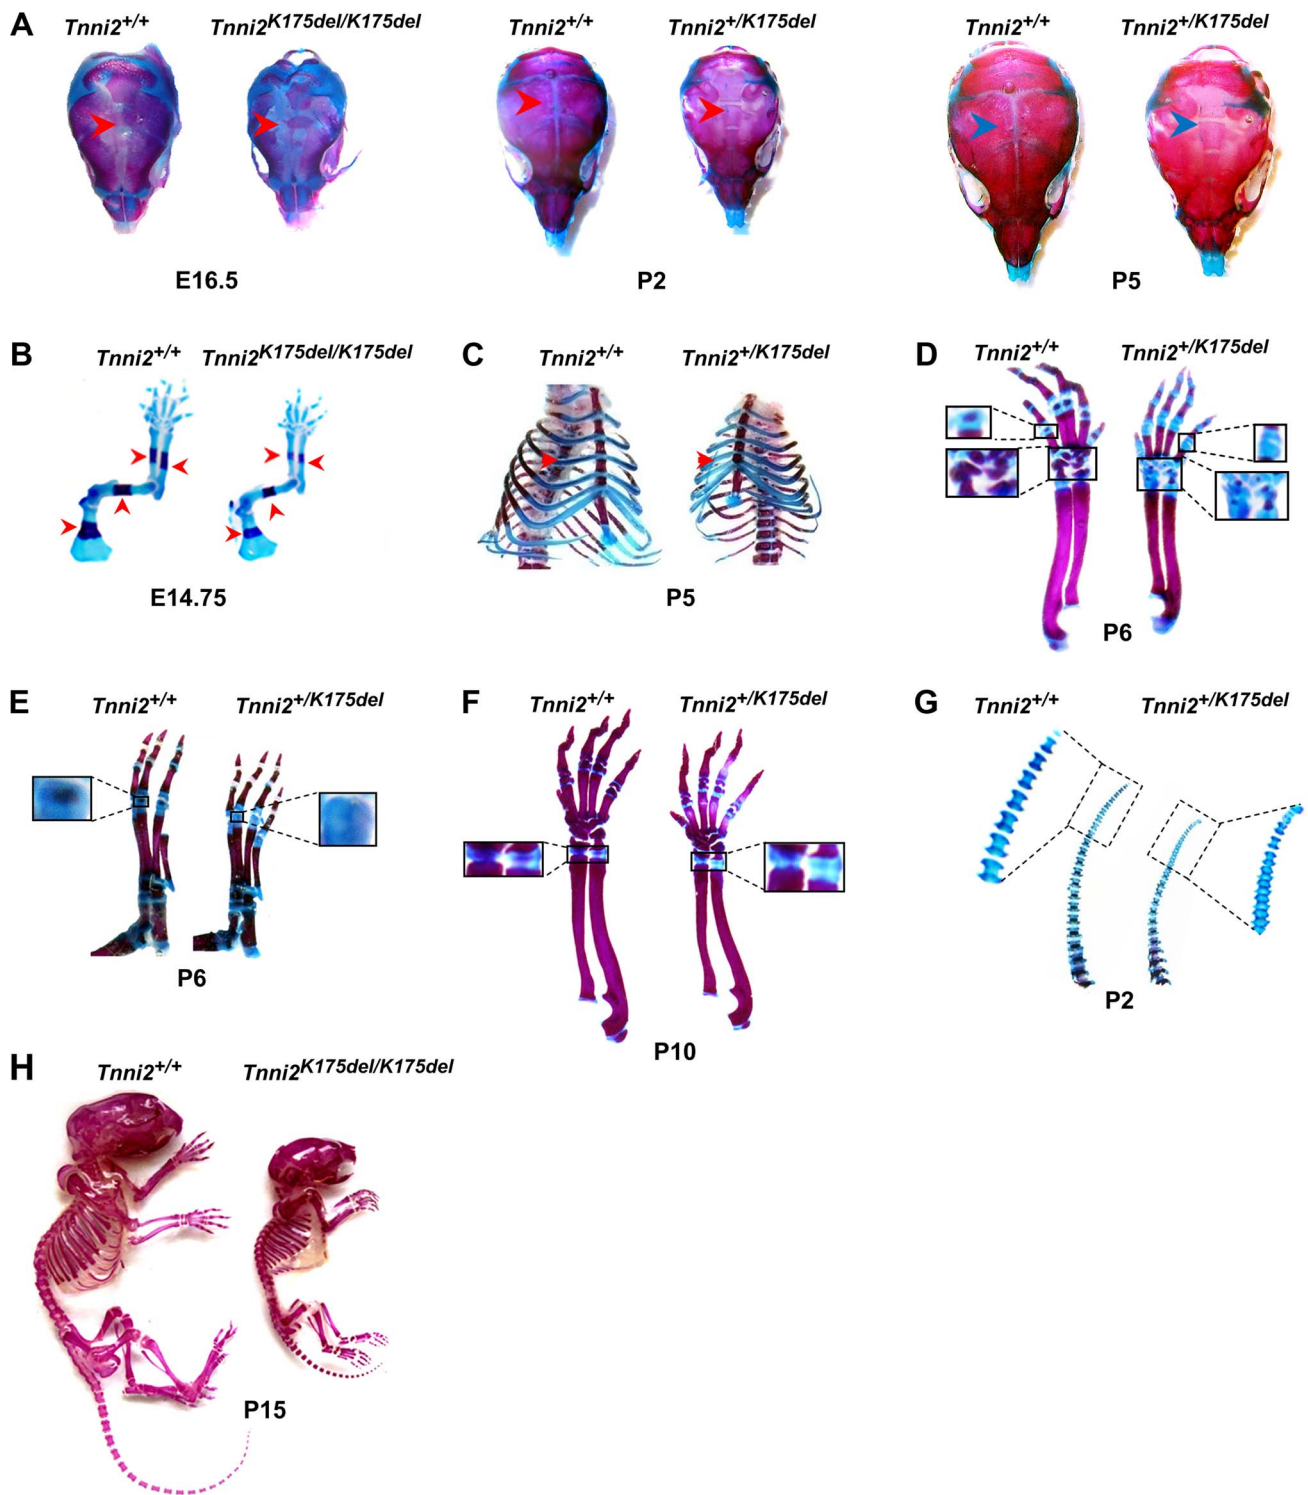 A Tnni2+/+ Tnni2K175del/K175del Tnni2+/+ Tnni2+/K175del Tnni2+/+ Tnni2+/K175del
E16.5 P2 P5
B Tnni2+/+ Tnni2K175del/K175del C Tnni2+/+ Tnni2+/K175del D Tnni2+/+ Tnni2+/K175del
E14.75 P5 P6
E Tnni2+/+ Tnni2+/K175del F Tnni2+/+ Tnni2+/K175del G Tnni2+/+ Tnni2+/K175del
P6 P10 P2
H Tnni2+/+ Tnni2K175del/K175del
P15